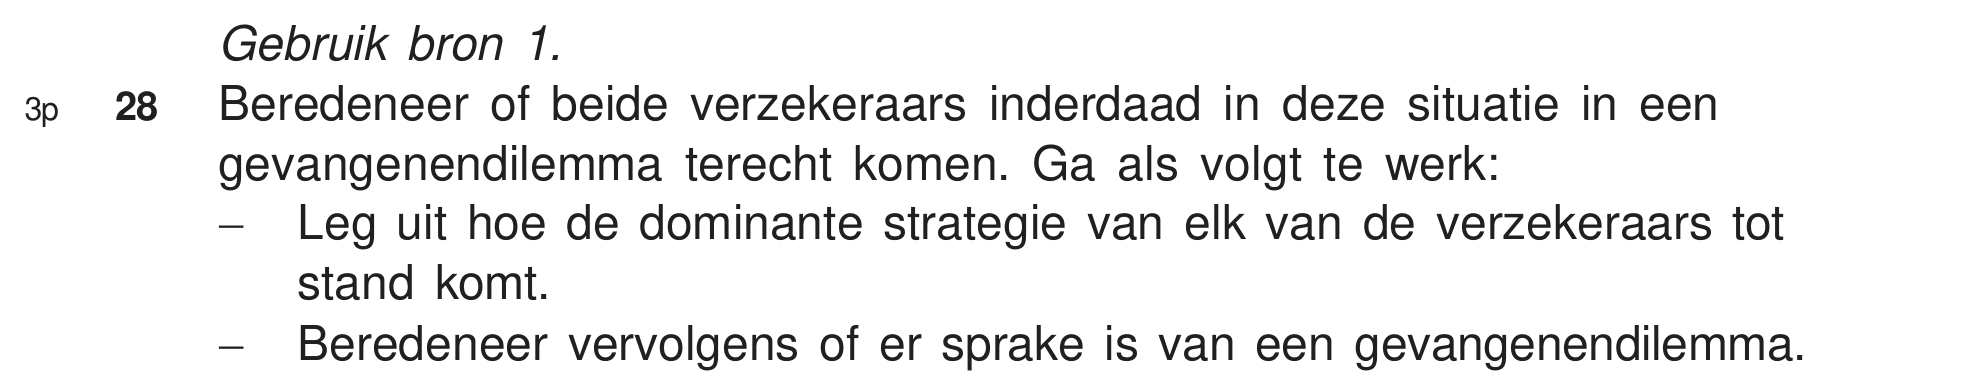 Gebruik bron 1.
3p 28 Beredeneer of beide verzekeraars inderdaad in deze situatie in een
gevangenendilemma terecht komen. Ga als volgt te werk:
– Leg uit hoe de dominante strategie van elk van de verzekeraars tot
stand komt.
– Beredeneer vervolgens of er sprake is van een gevangenendilemma.